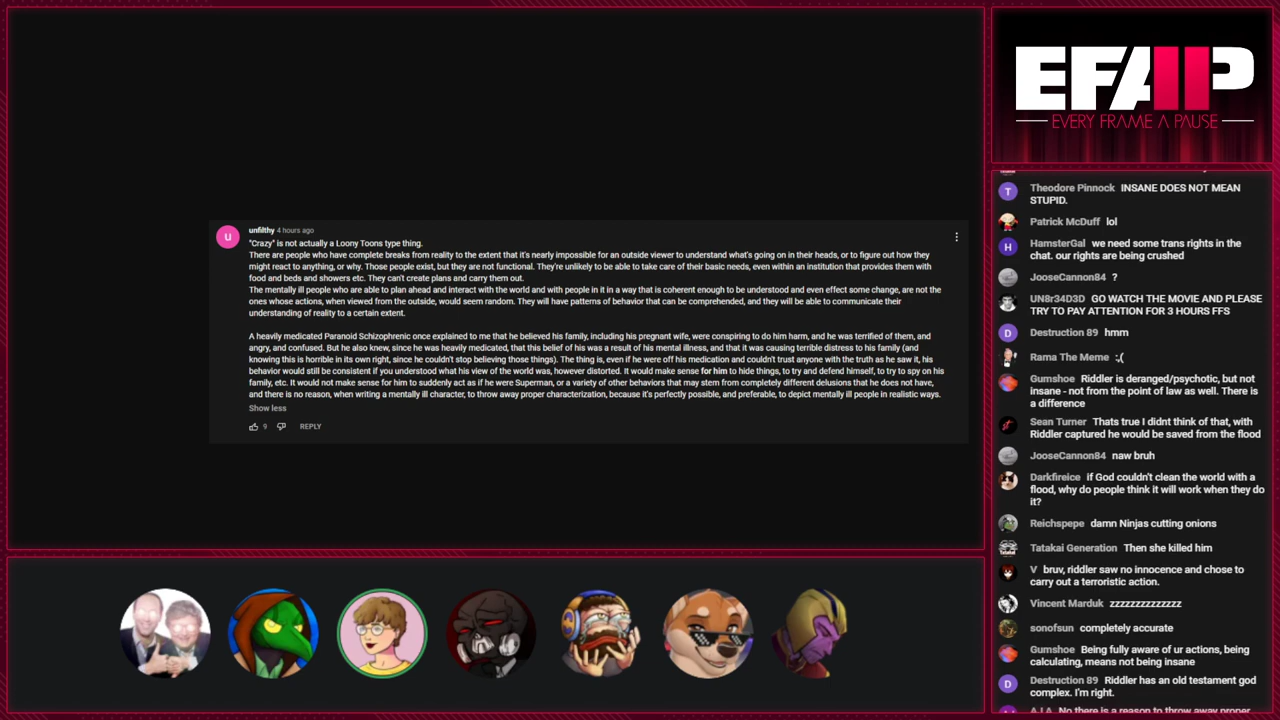 unfilthy 4 hours ago
"Crazy" is not actually a Loony Toons type thing.
There are people who have complete breaks from reality to the extent that it's nearly impossible for an outside viewer to understand what's going on in their heads, or to figure out how they
might react to anything, or why. Those people exist, but they are not functional. They're unlikely to be able to take care of their basic needs, even within an institution that provides them with
food and beds and showers etc. They can't create plans and carry them out.
The mentally ill people who are able to plan ahead and interact with the world and with people in it in a way that is coherent enough to be understood and even effect some change, are not the
ones whose actions, when viewed from the outside, would seem random. They will have patterns of behavior that can be comprehended, and they will be able to communicate their
understanding of reality to a certain extent.
A heavily medicated Paranoid Schizophrenic once explained to me that he believed his family, including his pregnant wife, were conspiring to do him harm, and he was terrified of them, and
angry, and confused. But he also knew, since he was heavily medicated, that this belief of his was a result of his mental illness, and that it was causing terrible distress to his family (and
knowing this is horrible in its own right, since he couldn't stop believing those things). The thing is, even if he were off his medication and couldn't trust anyone with the truth as he saw it, his
behavior would still be consistent if you understood what his view of the world was, however distorted. It would make sense for him to hide things, to try and defend himself, to try to spy on his
family, etc. It would not make sense for him to suddenly act as if he were Superman, or a variety of other behaviors that may stem from completely different delusions that he does not have,
and there is no reason, when writing a mentally ill character, to throw away proper characterization, because it's perfectly possible, and preferable, to depict mentally ill people in realistic ways.
Show less
9 REPLY
U
EFAP
EVERY FRAME A PAUSE
T
Theodore Pinnock INSANE DOES NOT MEAN
STUPID.
Patrick McDuff lol
H
HamsterGal we need some trans rights in the
chat. our rights are being crushed
JooseCannon84 ?
UN8r34D3D GO WATCH THE MOVIE AND PLEASE
TRY TO PAY ATTENTION FOR 3 HOURS FFS
D
Destruction 89 hmm
Rama The Meme :,(
Gumshoe Riddler is deranged/psychotic, but not
insane - not from the point of law as well. There is
a difference
Sean Turner Thats true I didnt think of that, with
Riddler captured he would be saved from the flood
JooseCannon84 naw bruh
Darkfireice if God couldn't clean the world with a
flood, why do people think it will work when they do
it?
Reichspepe damn Ninjas cutting onions
Tatakai Generation Then she killed him
V bruv, riddler saw no innocence and chose to
carry out a terroristic action.
Vincent Marduk zzzzzzzzzzzzzz
sonofsun completely accurate
Gumshoe Being fully aware of ur actions, being
calculating, means not being insane
D
Destruction 89 Riddler has an old testament god
complex. I'm right.
A.I.A. No there is a reason to throw away proper